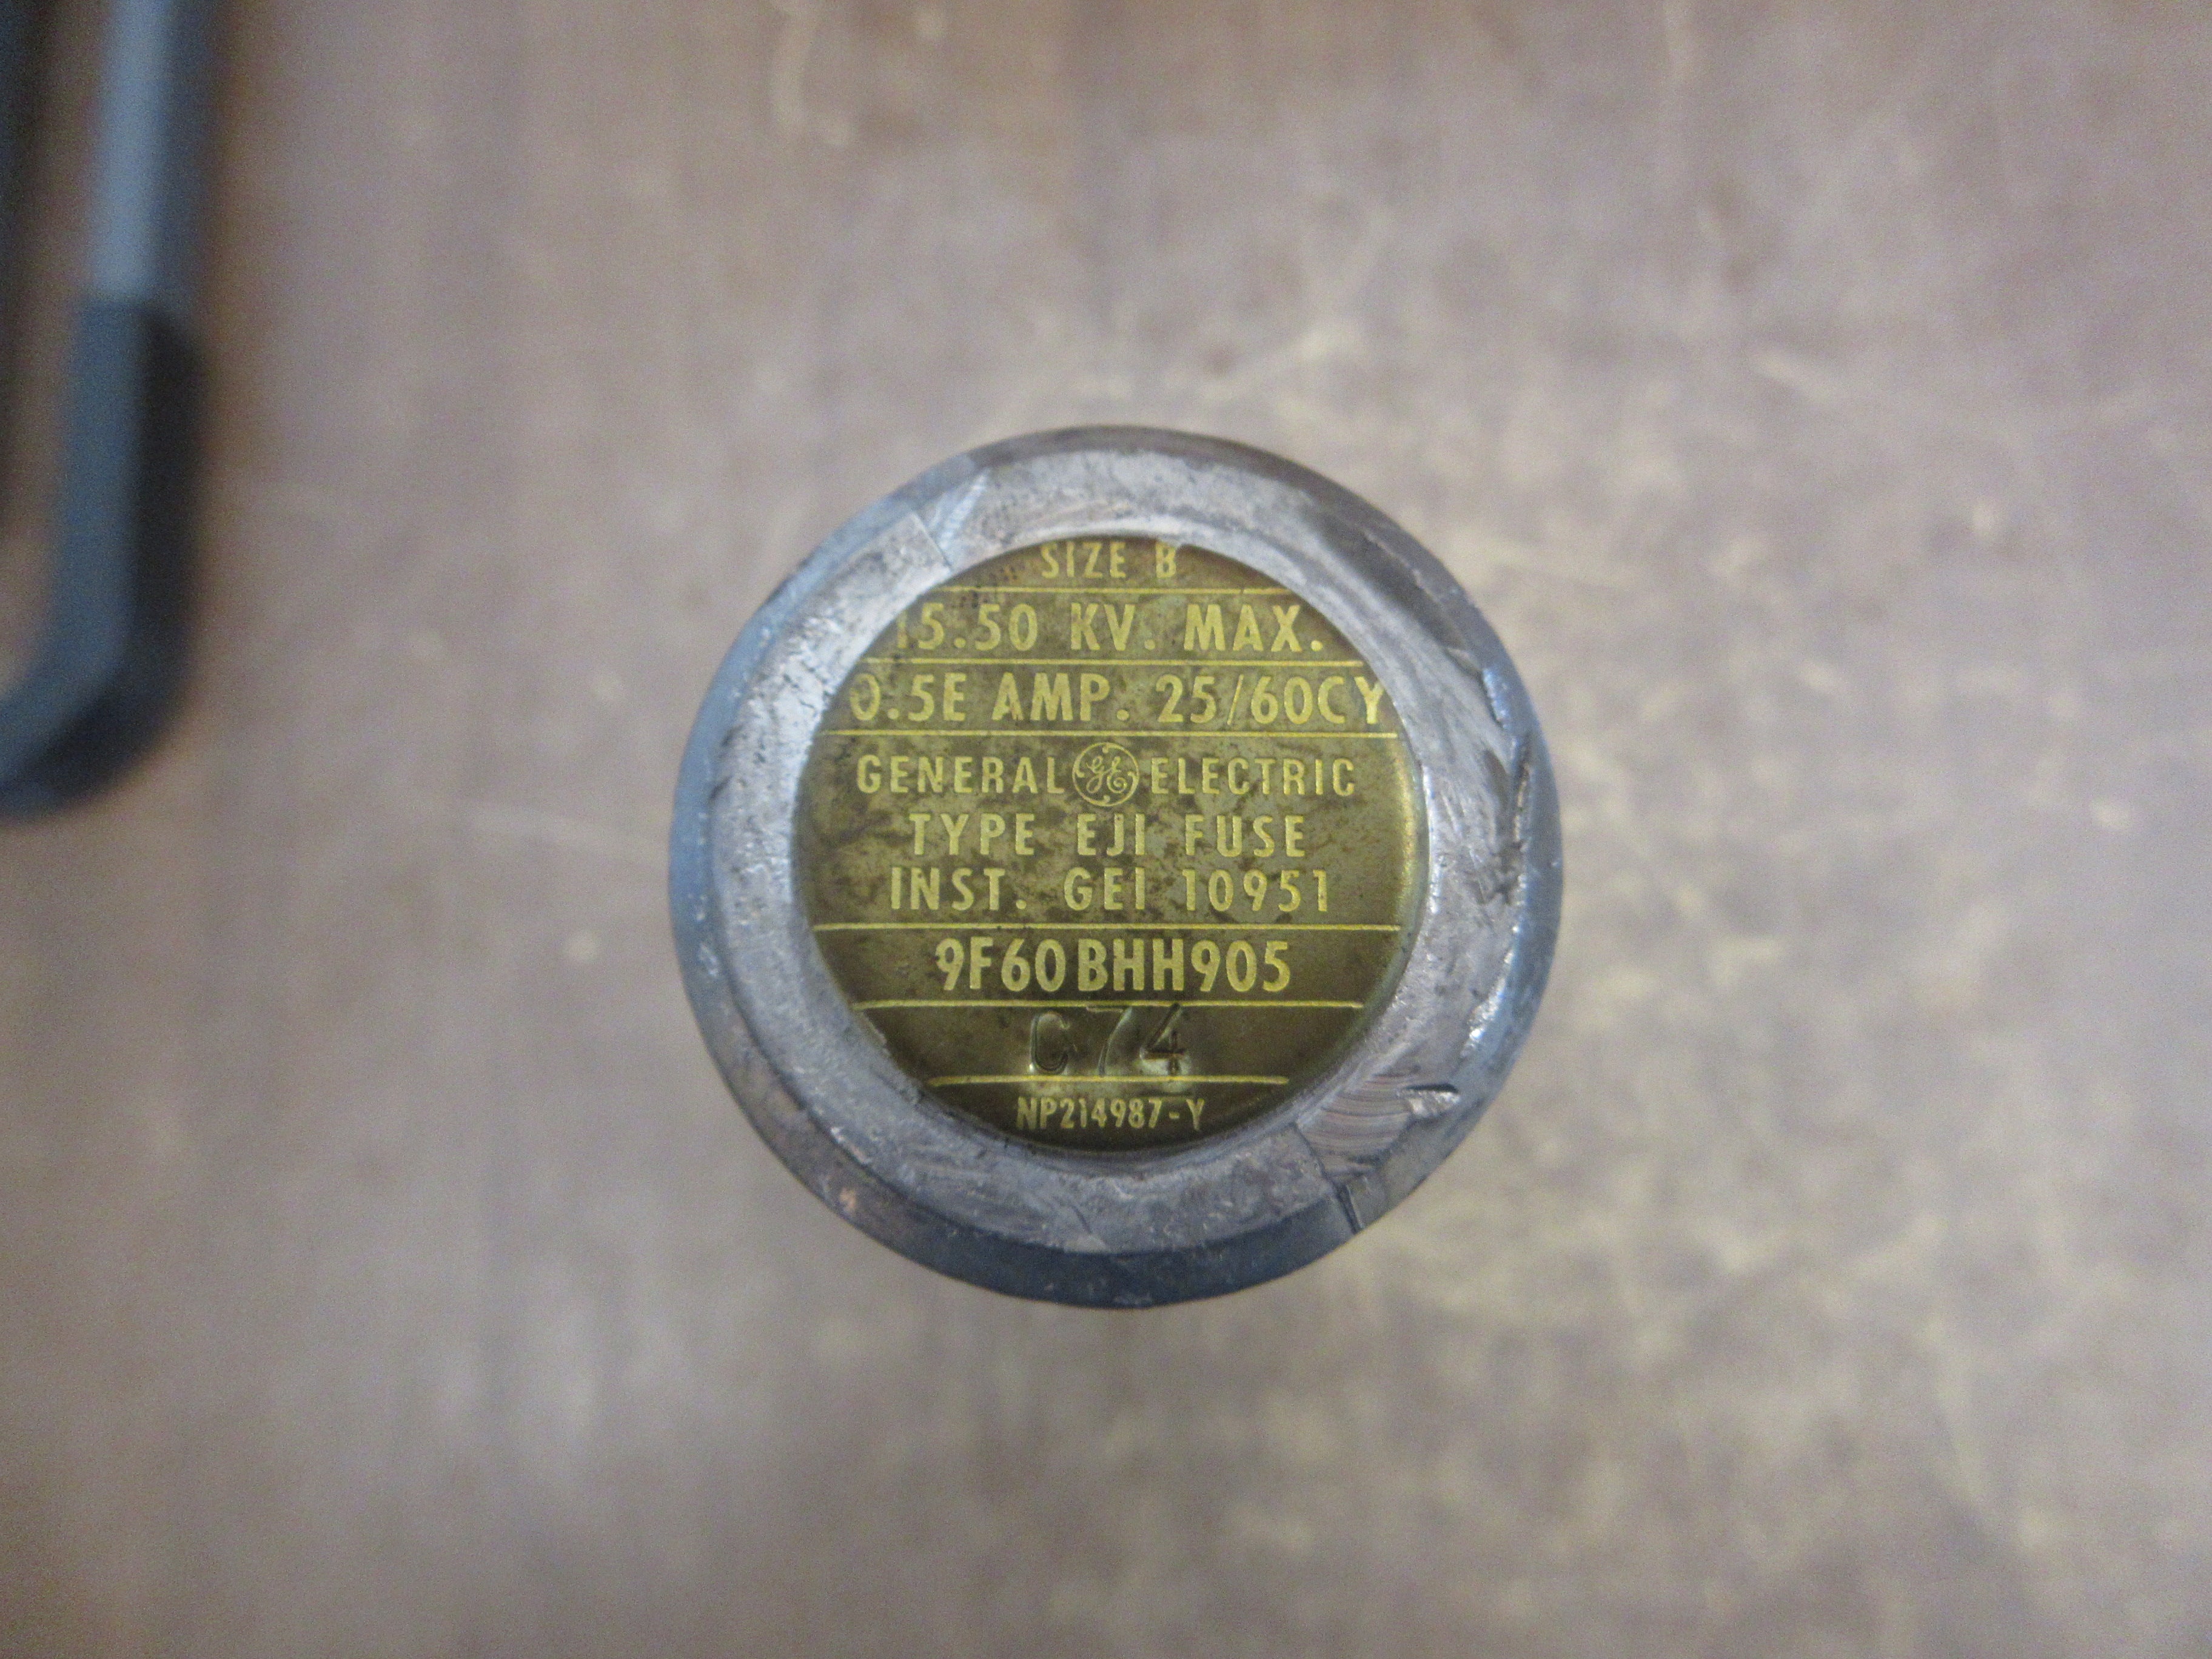 SIZE B
15.50 KV. MAX.
0.5E AMP. 25/60CY
GENERAL GE ELECTRIC
TYPE EJI FUSE
INST. GEI 10951
9F60BHH905
C74
NP214987-Y